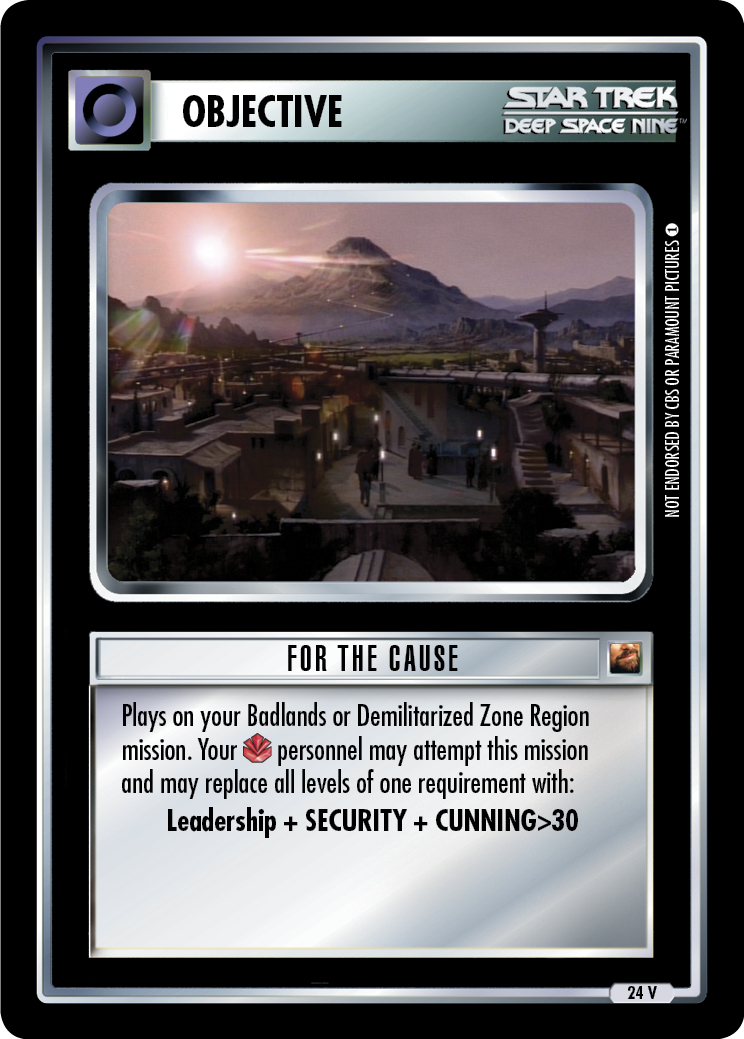 OBJECTIVE
STAR TREK
DEEP SPACE NINE™
NOT ENDORSED BY CBS OR PARAMOUNT PICTURES 1
FOR THE CAUSE
Plays on your Badlands or Demilitarized Zone Region
mission. Your personnel may attempt this mission
and may replace all levels of one requirement with:
Leadership + SECURITY + CUNNING>30
24 V